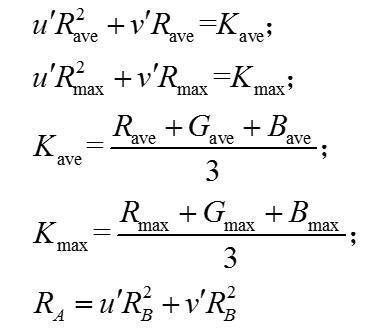 u′R²ave + v′Rave=Kave;
u′R²max + v′Rmax=Kmax;
Kave = (Rave + Gave + Bave)/3;
Kmax = (Rmax + Gmax + Bmax)/3;
RA = u′R²B + v′R²B